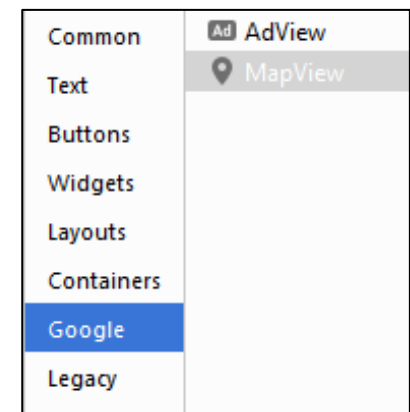 Common
Text
Buttons
Widgets
Layouts
Containers
Google
Legacy
Ad AdView
MapView